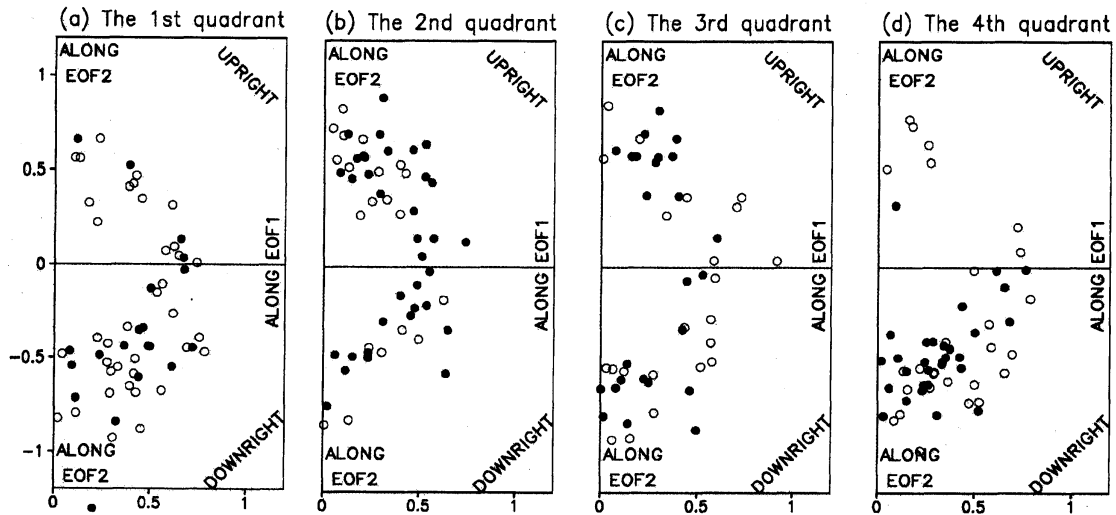 (a) The 1st quadrant
ALONG
EOF2
UPRIGHT
ALONG EOF1
ALONG
EOF2
DOWNRIGHT
1
0.5
0
−0.5
−1
0
0.5
1
(b) The 2nd quadrant
ALONG
EOF2
UPRIGHT
ALONG EOF1
ALONG
EOF2
DOWNRIGHT
0
0.5
1
(c) The 3rd quadrant
ALONG
EOF2
UPRIGHT
ALONG EOF1
ALONG
EOF2
DOWNRIGHT
0
0.5
1
(d) The 4th quadrant
ALONG
EOF2
UPRIGHT
ALONG EOF1
ALONG
EOF2
DOWNRIGHT
0
0.5
1